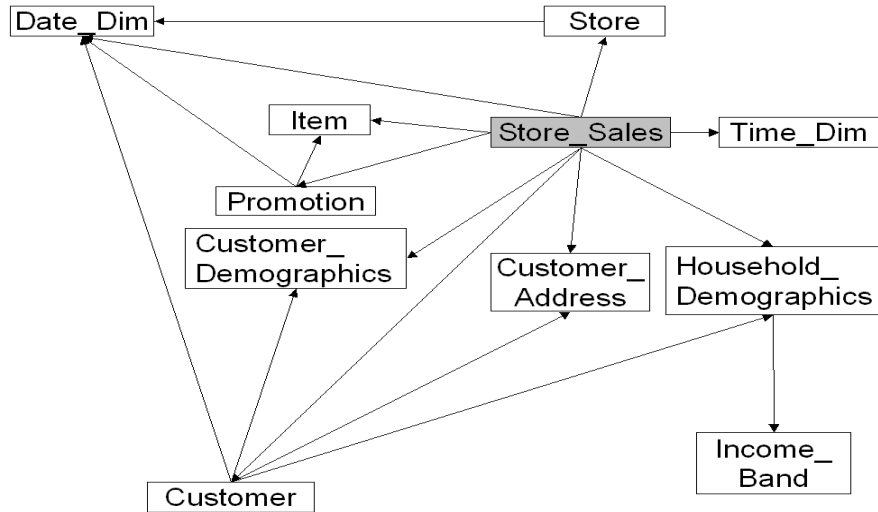 Date_Dim
Store
Item
Store_Sales
Time_Dim
Promotion
Customer_
Demographics
Customer_
Address
Household_
Demographics
Income_
Band
Customer